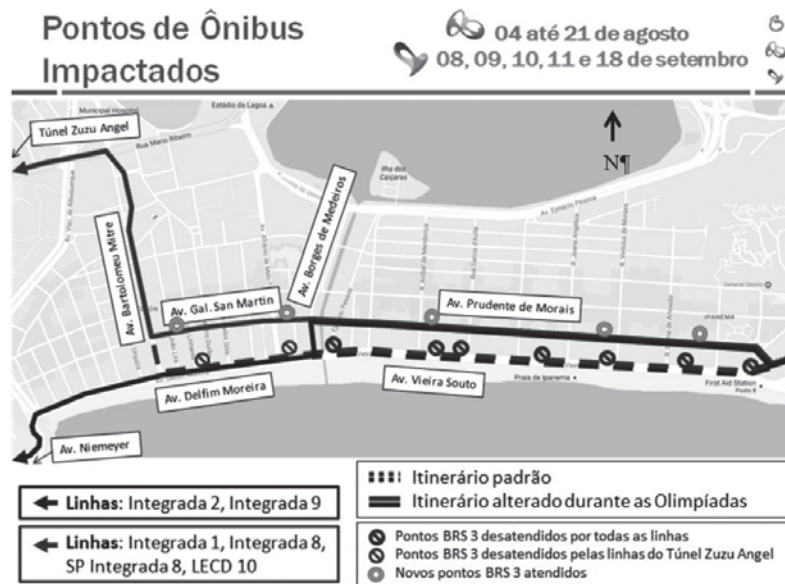 Pontos de Ônibus
Impactados
04 até 21 de agosto
08, 09, 10, 11 e 18 de setembro
Municipal Hospital
Estádio da Lagoa
Túnel Zuzu Angel
Rua Mario Ribeiro
N¶
Ilha dos
Caiçaras
Av. Epitácio Pessoa
Av. Bartolomeu Mitre
Av. Borges de Medeiros
Av. Gal. San Martin
Av. Prudente de Morais
General Osório
IPANEMA
Av. Delfim Moreira
Av. Vieira Souto
Praia de Ipanema
First Aid Station
Posto 8
Av. Niemeyer
Linhas: Integrada 2, Integrada 9
Linhas: Integrada 1, Integrada 8,
SP Integrada 8, LECD 10
Itinerário padrão
Itinerário alterado durante as Olimpíadas
Pontos BRS 3 desatendidos por todas as linhas
Pontos BRS 3 desatendidos pelas linhas do Túnel Zuzu Angel
Novos pontos BRS 3 atendidos